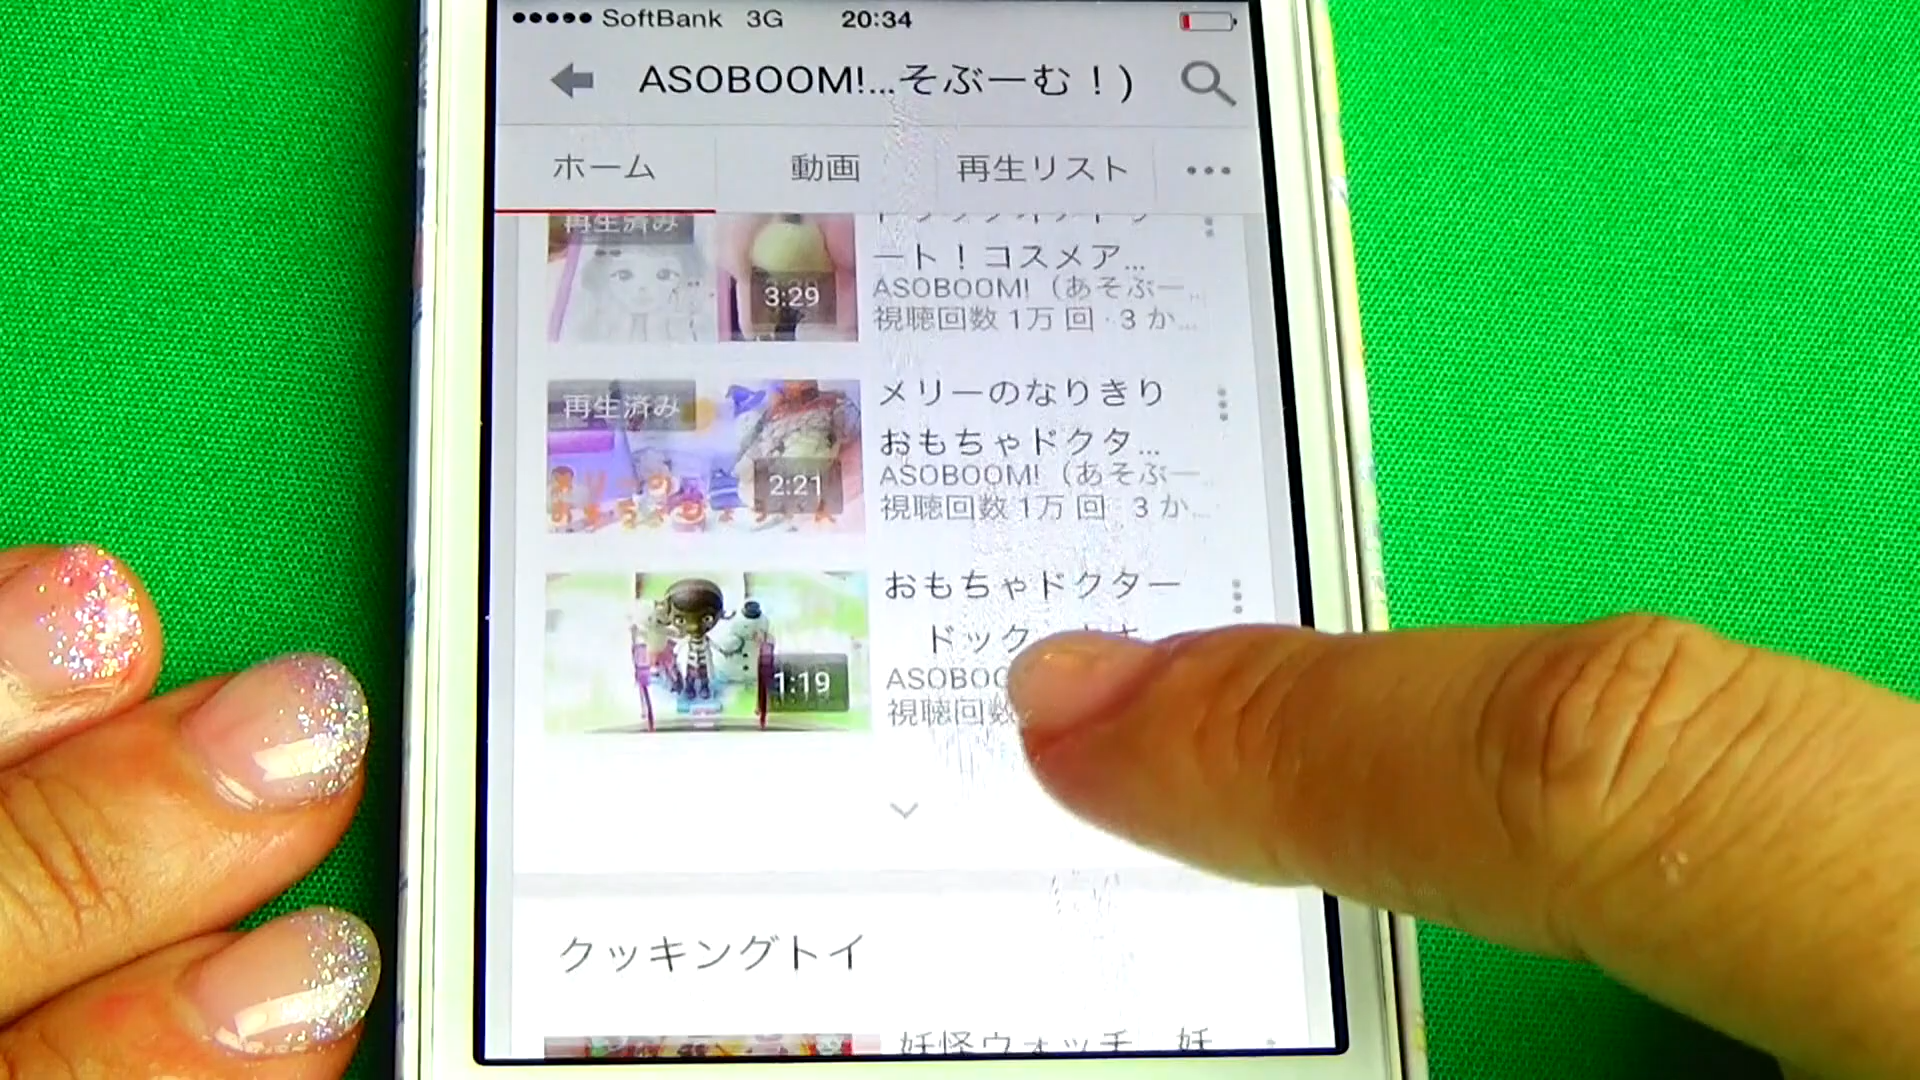 SoftBank 3G 20:34
ASOBOOM!...そぶーむ！)
ホーム 動画 再生リスト
再生済み
ート！コスメア...
3:29
ASOBOOM!（あそぶー...
視聴回数 1万 回・3 か...
再生済み
メリーのなりきり
おもちゃドクタ...
2:21
ASOBOOM!（あそぶー...
視聴回数 1万 回・3 か...
おもちゃドクター
ドック
1:19
ASOBOO
視聴回数
クッキングトイ
妖怪ウォッチ 妖